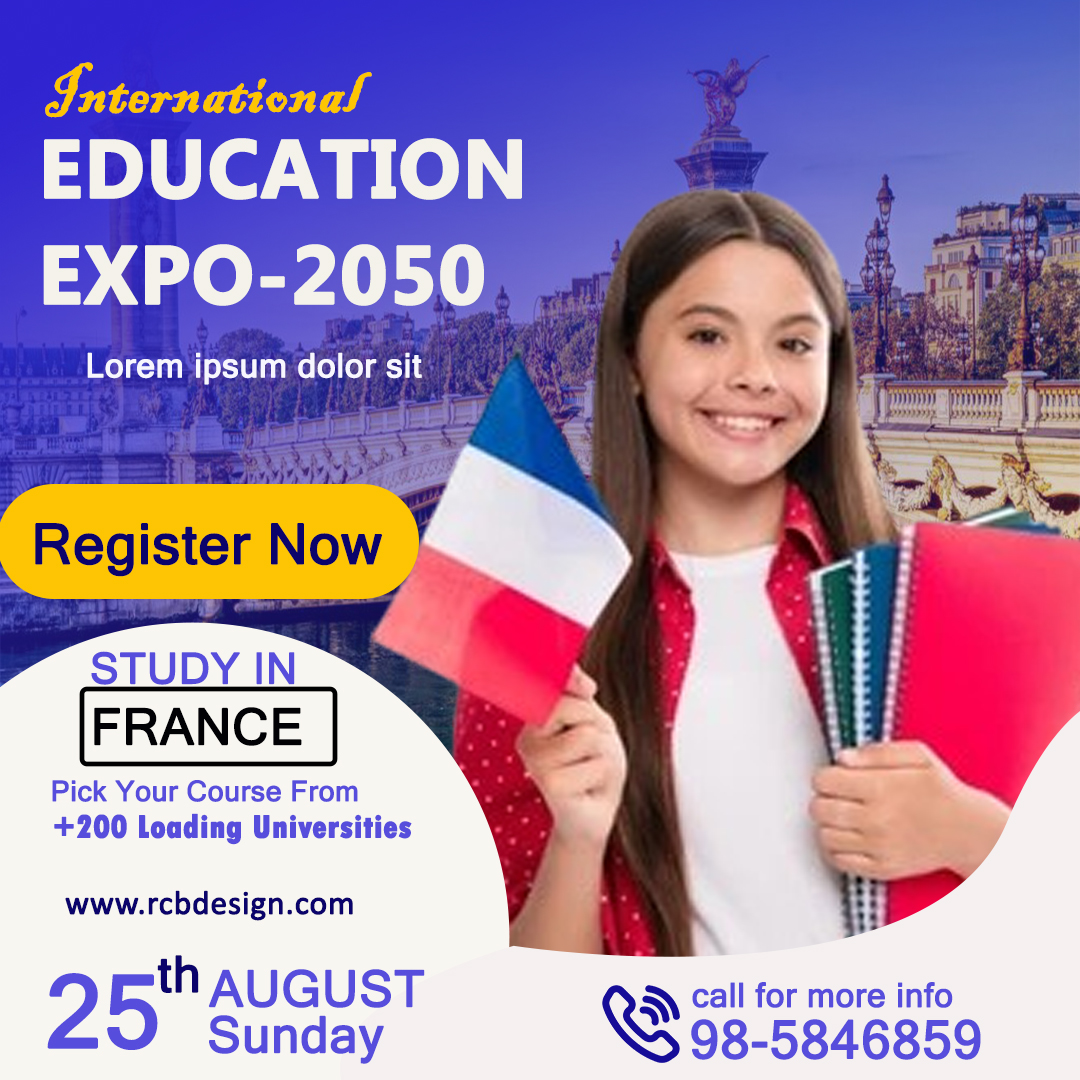 International
EDUCATION
EXPO-2050
Lorem ipsum dolor sit
Register Now
STUDY IN
FRANCE
Pick Your Course From
+200 Loading Universities
www.rcbdesign.com
25th AUGUST
Sunday
call for more info
98-5846859